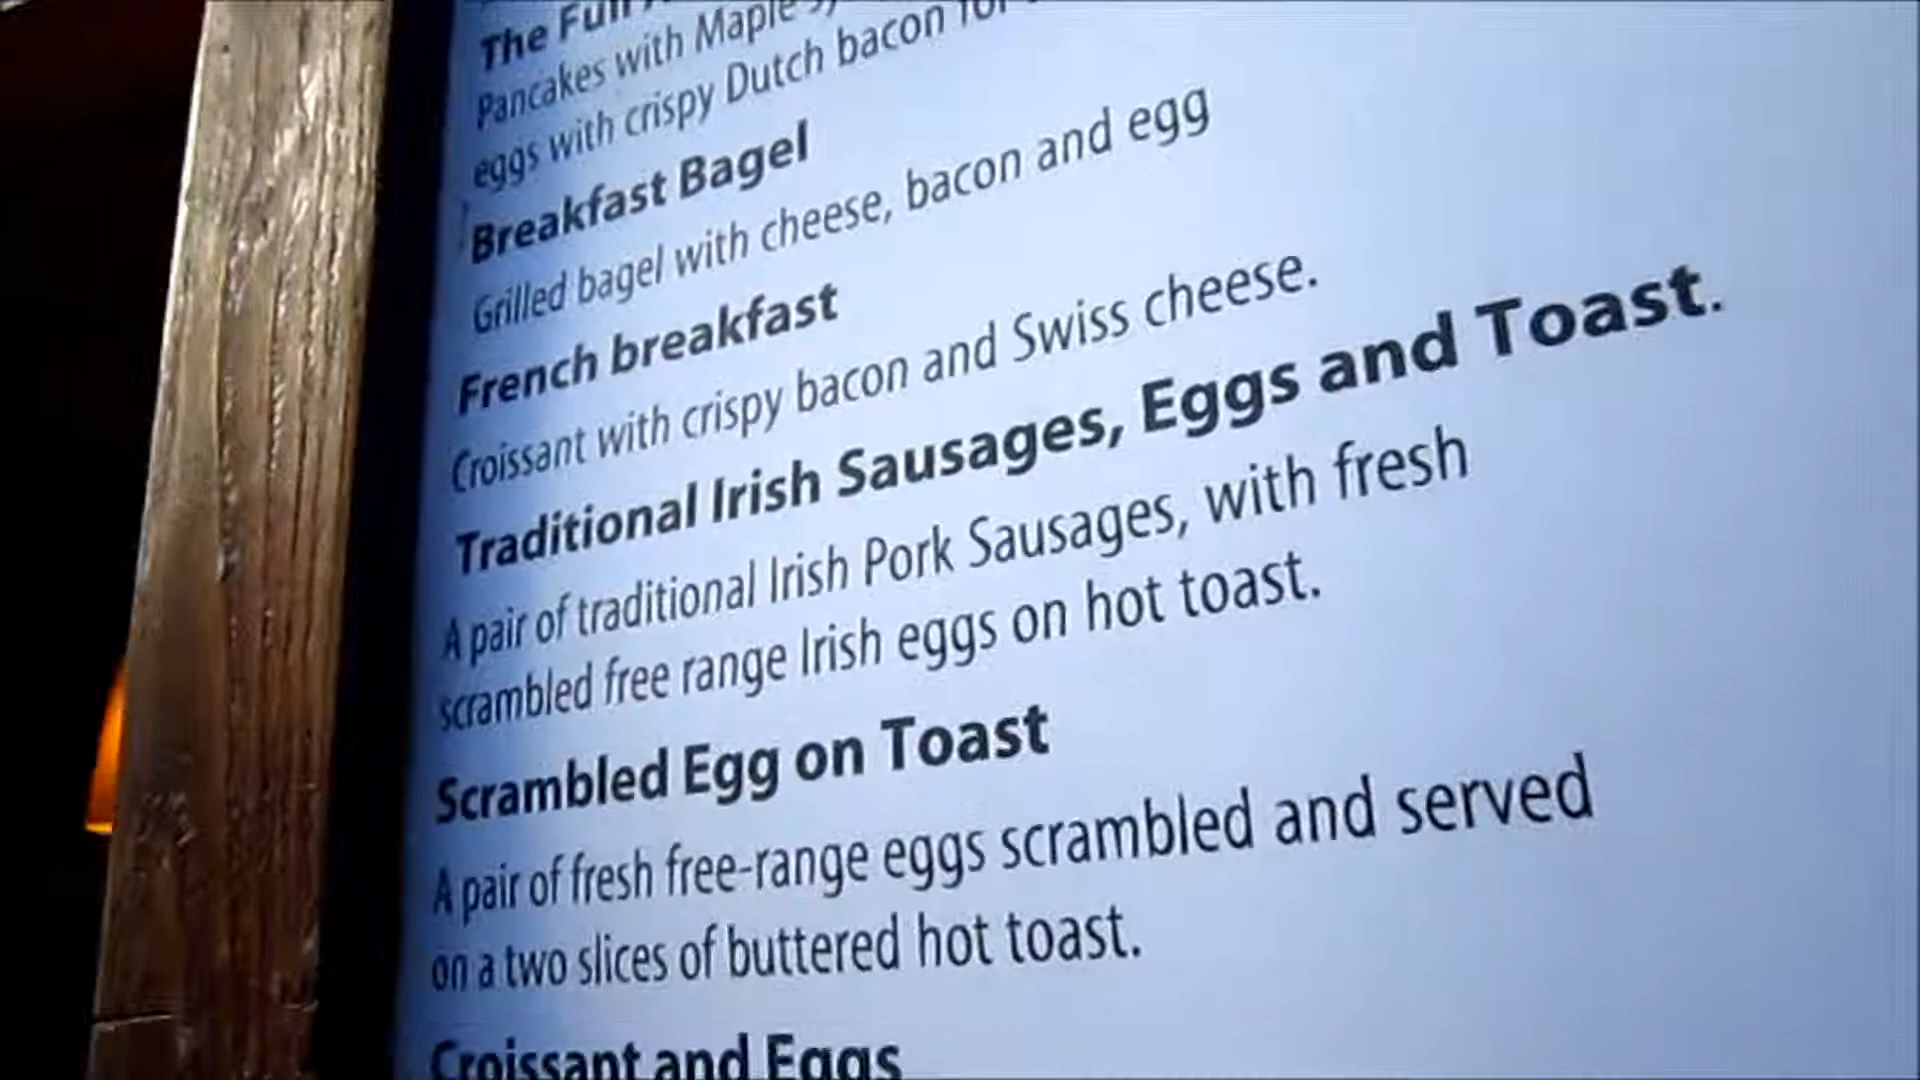 The Full
Pancakes with Maple
eggs with crispy Dutch bacon for
Breakfast Bagel
Grilled bagel with cheese, bacon and egg
French breakfast
Croissant with crispy bacon and Swiss cheese.
Traditional Irish Sausages, Eggs and Toast.
A pair of traditional Irish Pork Sausages, with fresh
scrambled free range Irish eggs on hot toast.
Scrambled Egg on Toast
A pair of fresh free-range eggs scrambled and served
on a two slices of buttered hot toast.
Croissant and Eggs